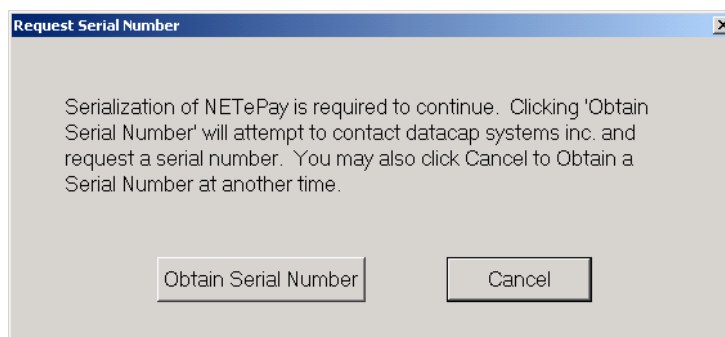 Request Serial Number
Serialization of NETePay is required to continue.  Clicking 'Obtain
Serial Number' will attempt to contact datacap systems inc. and
request a serial number.  You may also click Cancel to Obtain a
Serial Number at another time.
Obtain Serial Number
Cancel